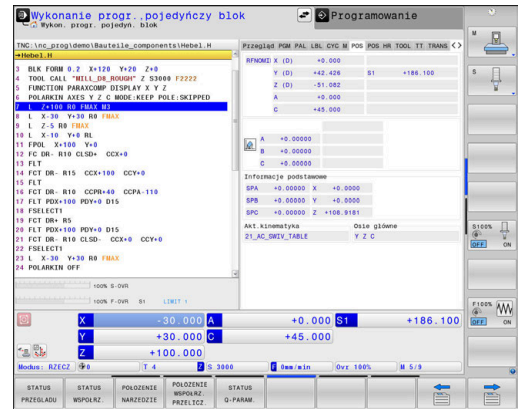 Wykonanie progr.,pojedyńczy blok
Wykon. progr. pojedyń. blok
Programowanie
TNC:\nc_prog\demo\Bauteile_components\Hebel.H
→Hebel.H
3 BLK FORM 0.2 X+120 Y+20 Z+0
4 TOOL CALL "MILL_D8_ROUGH" Z S3000 F2222
5 FUNCTION PARAXCOMP DISPLAY X Y Z
6 POLARKIN AXES Y Z C MODE:KEEP POLE:SKIPPED
7 L Z+100 R0 FMAX M3
8 L X-30 Y+30 R0 FMAX
9 L Z-5 R0 FMAX
10 L X-10 Y+0 RL
11 FPOL X+100 Y+0
12 FC DR- R10 CLSD+ CCX+0
13 FLT
14 FCT DR- R15 CCX+100 CCY+0
15 FLT
16 FCT DR- R10 CCPR+40 CCPA-110
17 FLT PDX+100 PDY+0 D15
18 FSELECT1
19 FCT DR+ R5
20 FLT PDX+100 PDY+0 D15
21 FCT DR- R10 CLSD- CCX+0 CCY+0
22 FSELECT1
23 L X-30 Y+30 R0 FMAX
24 POLARKIN OFF
100% S-OVR
100% F-OVR S1 LIMIT 1
Przegląd PGM PAL LBL CYC M POS POS HR TOOL TT TRANS
RFNOMI X (D) +0.000
Y (D) +42.426 S1 +186.100
Z (D) -51.082
A +0.000
C +45.000
A +0.00000
B +0.00000
C +0.00000
Informacje podstawowe
SPA +0.00000 X +0.0000
SPB +0.00000 Y +0.0000
SPC +0.00000 Z +108.9181
Akt.kinematyka Osie główne
21_AC_SWIV_TABLE Y Z C
X -30.000 A +0.000 S1 +186.100
Y +30.000 C +45.000
Z +100.000
Modus: RZECZ 0 T 4 Z S 3000 F 0mm/min Ovr 100% M 5/9
STATUS PRZEGLĄDU
STATUS WSPOŁRZ.
POŁOZENIE NARZEDZIE
POŁOZENIE WSPOŁRZ. PRZELICZ.
STATUS Q-PARAM.
M
S
S100%
OFF ON
F100%
OFF ON